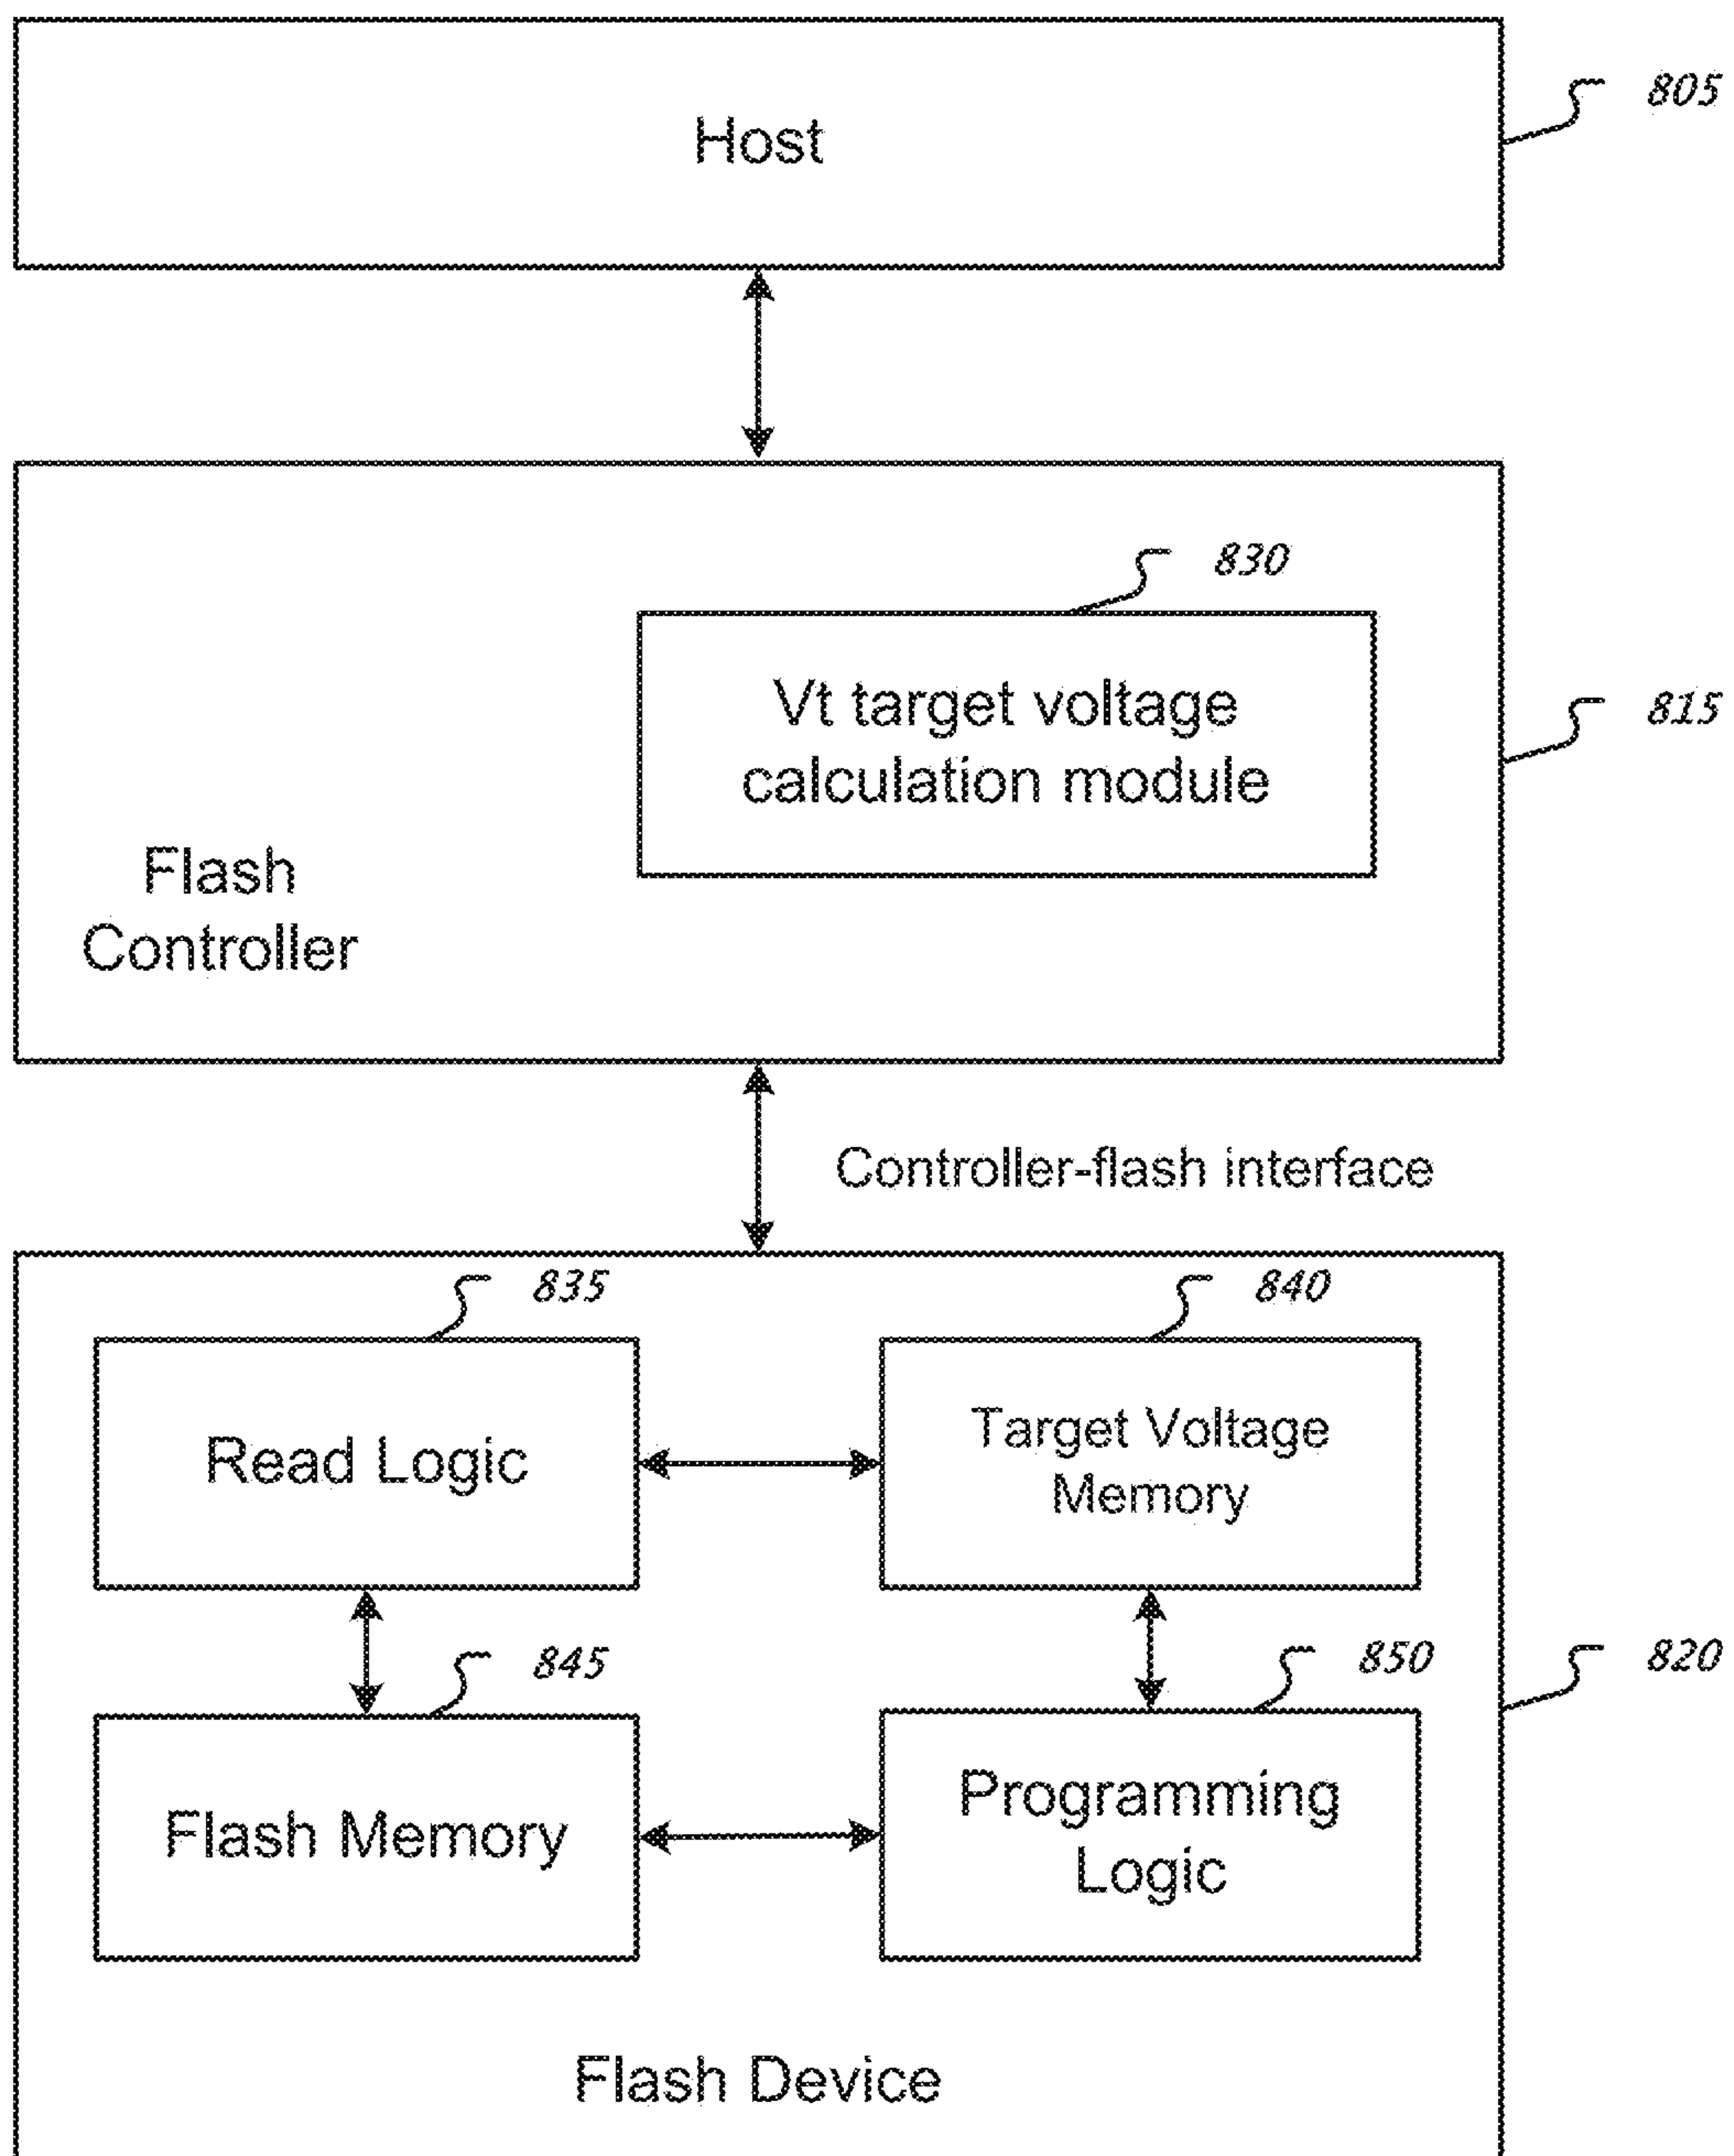 Host
805
830
Vt target voltage
calculation module
815
Flash
Controller
Controller-flash interface
835
840
Read Logic
Target Voltage
Memory
845
850
820
Flash Memory
Programming
Logic
Flash Device